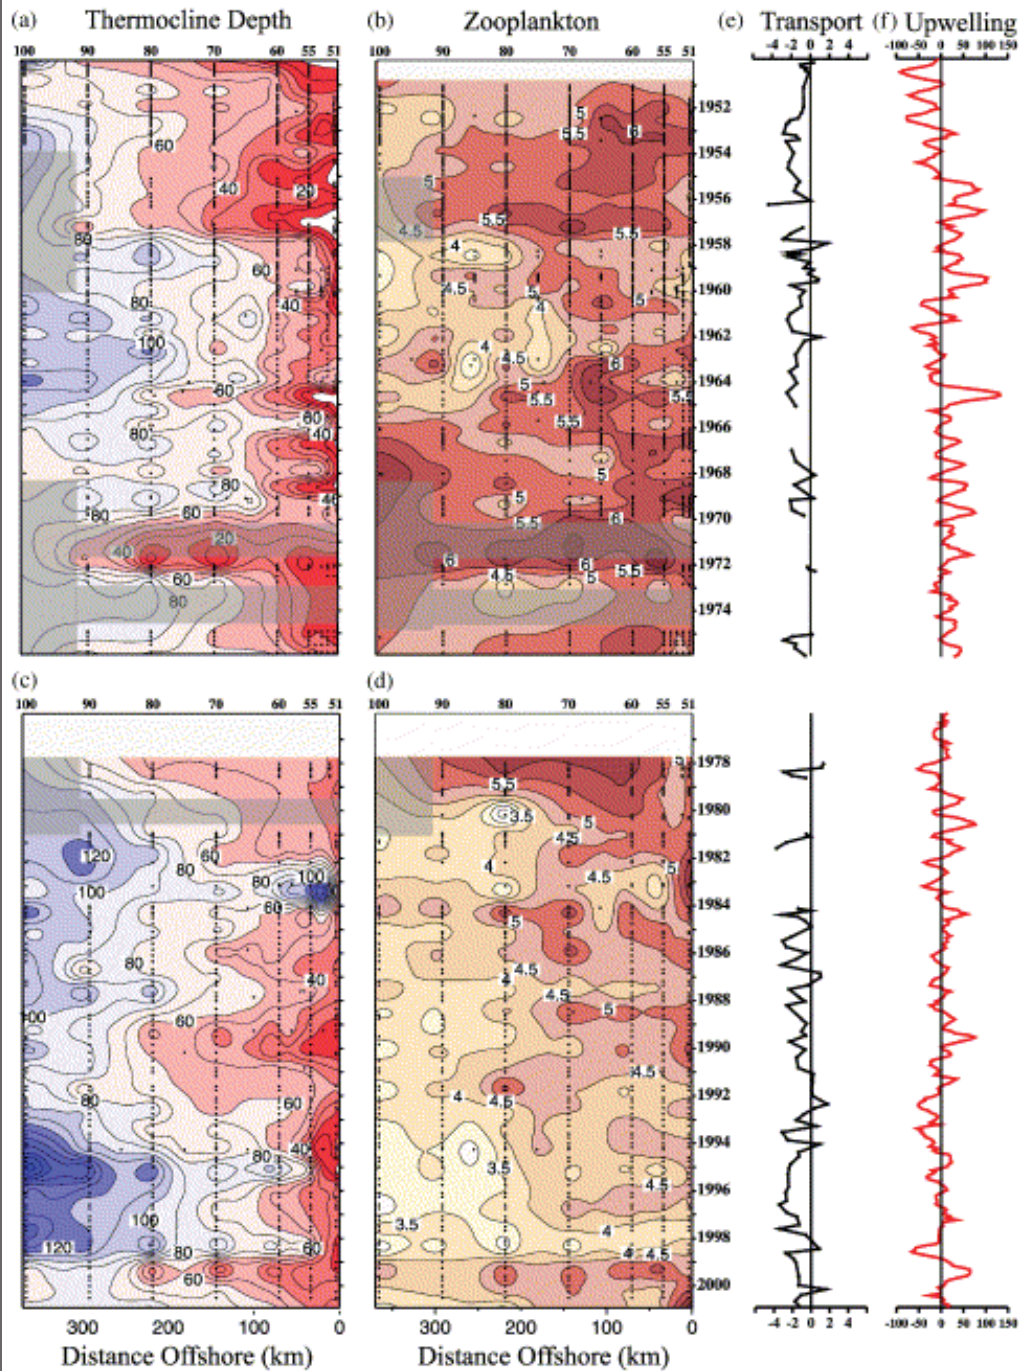 (a) Thermocline Depth (b) Zooplankton (e) Transport (f) Upwelling
100 90 80 70 60 55 51 100 90 80 70 60 55 51 -4 -2 0 2 4 -100 -50 0 50 100 150
5 1952
60 5.5 6
1954
40 20 5 1956
80 4.5 5.5 5.5
4 1958
60
80 40 4.5 5 5 1960
4
100 4 4.5 6 1962
60 5 1964
5.5 5.5
60
80 40 5.5 1966
80 5 1968
80 60 5 6 1970
40 20 5.5
6 6 5.5 1972
60 4.5 5
80 1974
(c) (d)
100 90 80 70 60 55 51 100 90 80 70 60 55 51
5 1978
5.5
3.5 1980
5
120 60 4.5
80 4 1982
100 80 100 4.5 5
60 1984
5
80 1986
40 4 4.5
4.5 1988
100 60 5
1990
4.5
80 60 4 4.5 1992
40 1994
80 3.5
4.5 1996
100 3.5 4
120 80 60 4 4.5 1998
60 2000
300 200 100 0 300 200 100 0 -4 -2 0 2 4 -100 -50 0 50 100 150
Distance Offshore (km) Distance Offshore (km)